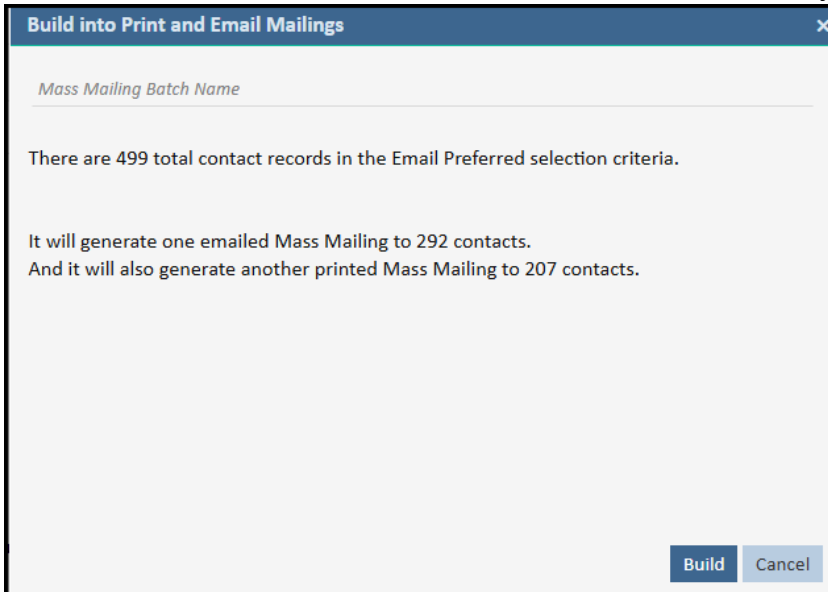 Build into Print and Email Mailings
×
Mass Mailing Batch Name
There are 499 total contact records in the Email Preferred selection criteria.
It will generate one emailed Mass Mailing to 292 contacts.
And it will also generate another printed Mass Mailing to 207 contacts.
Build Cancel